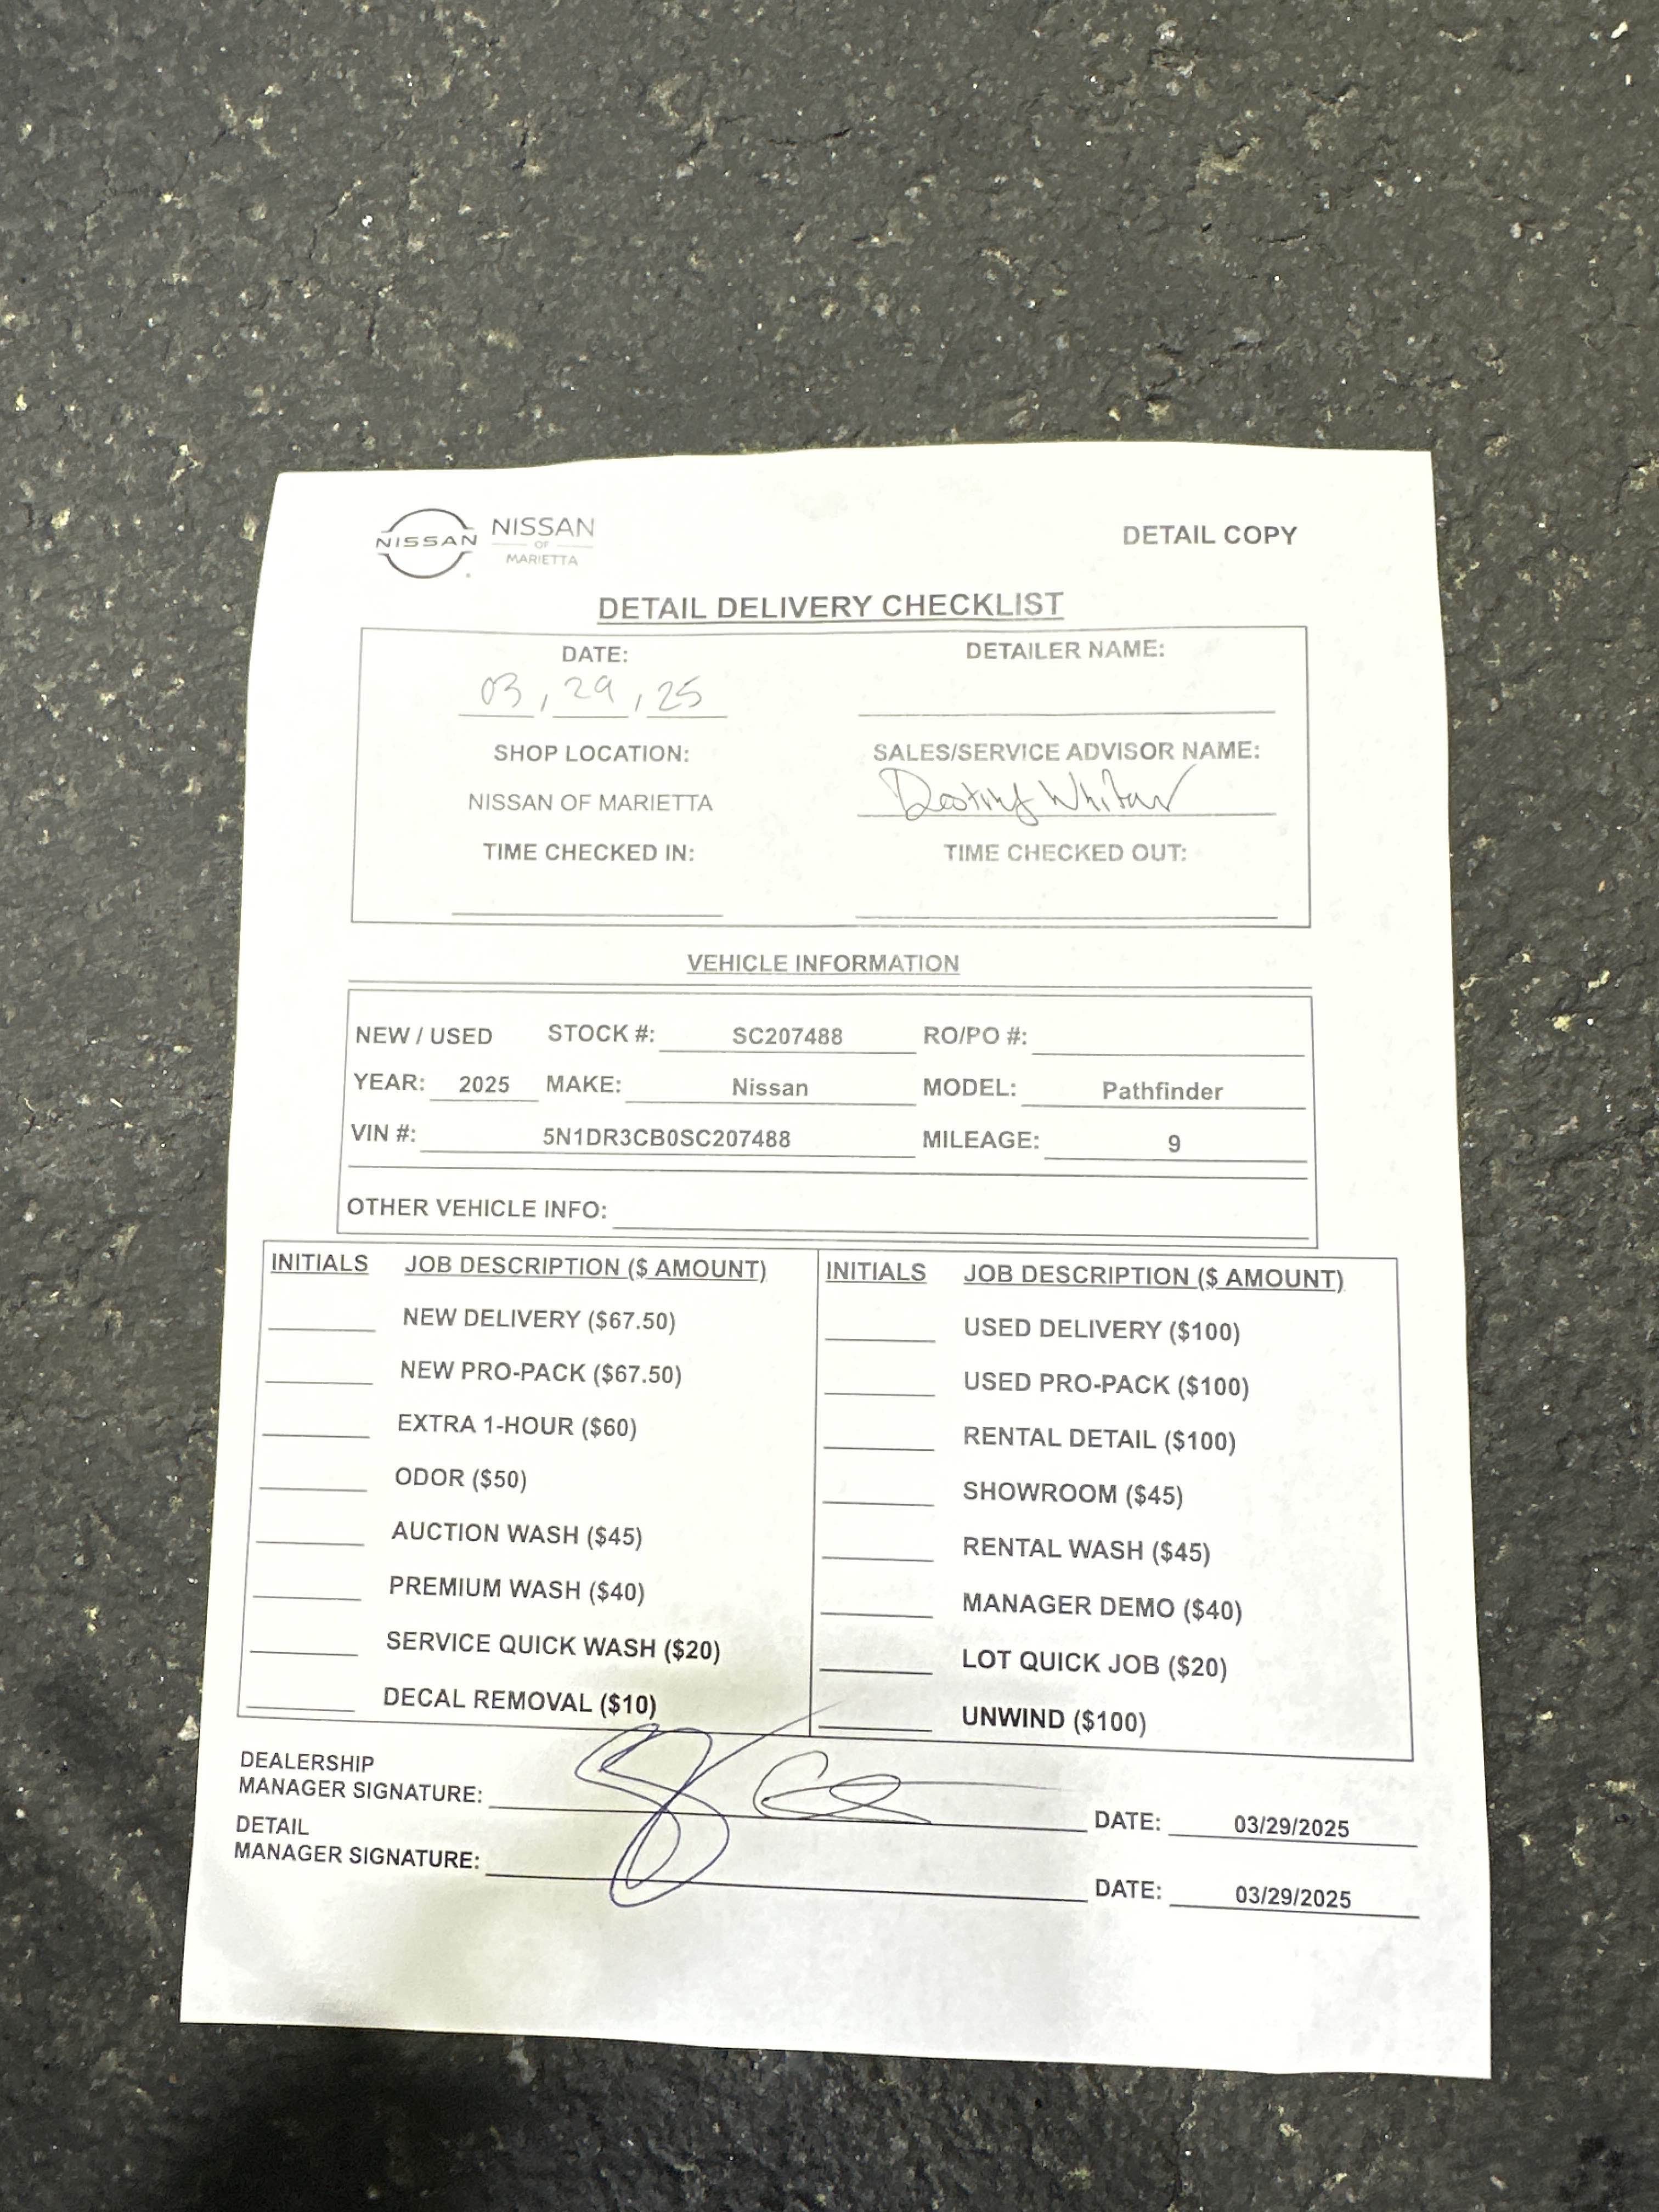 NISSAN NISSAN
OF
MARIETTA
DETAIL COPY
DETAIL DELIVERY CHECKLIST
DATE: DETAILER NAME:
03, 29, 25
SHOP LOCATION: SALES/SERVICE ADVISOR NAME:
NISSAN OF MARIETTA
TIME CHECKED IN: TIME CHECKED OUT:
VEHICLE INFORMATION
NEW / USED STOCK #: SC207488 RO/PO #:
YEAR: 2025 MAKE: Nissan MODEL: Pathfinder
VIN #: 5N1DR3CB0SC207488 MILEAGE: 9
OTHER VEHICLE INFO:
INITIALS JOB DESCRIPTION ($ AMOUNT) INITIALS JOB DESCRIPTION ($ AMOUNT)
NEW DELIVERY ($67.50) USED DELIVERY ($100)
NEW PRO-PACK ($67.50) USED PRO-PACK ($100)
EXTRA 1-HOUR ($60) RENTAL DETAIL ($100)
ODOR ($50) SHOWROOM ($45)
AUCTION WASH ($45) RENTAL WASH ($45)
PREMIUM WASH ($40) MANAGER DEMO ($40)
SERVICE QUICK WASH ($20) LOT QUICK JOB ($20)
DECAL REMOVAL ($10) UNWIND ($100)
DEALERSHIP
MANAGER SIGNATURE: DATE: 03/29/2025
DETAIL
MANAGER SIGNATURE: DATE: 03/29/2025